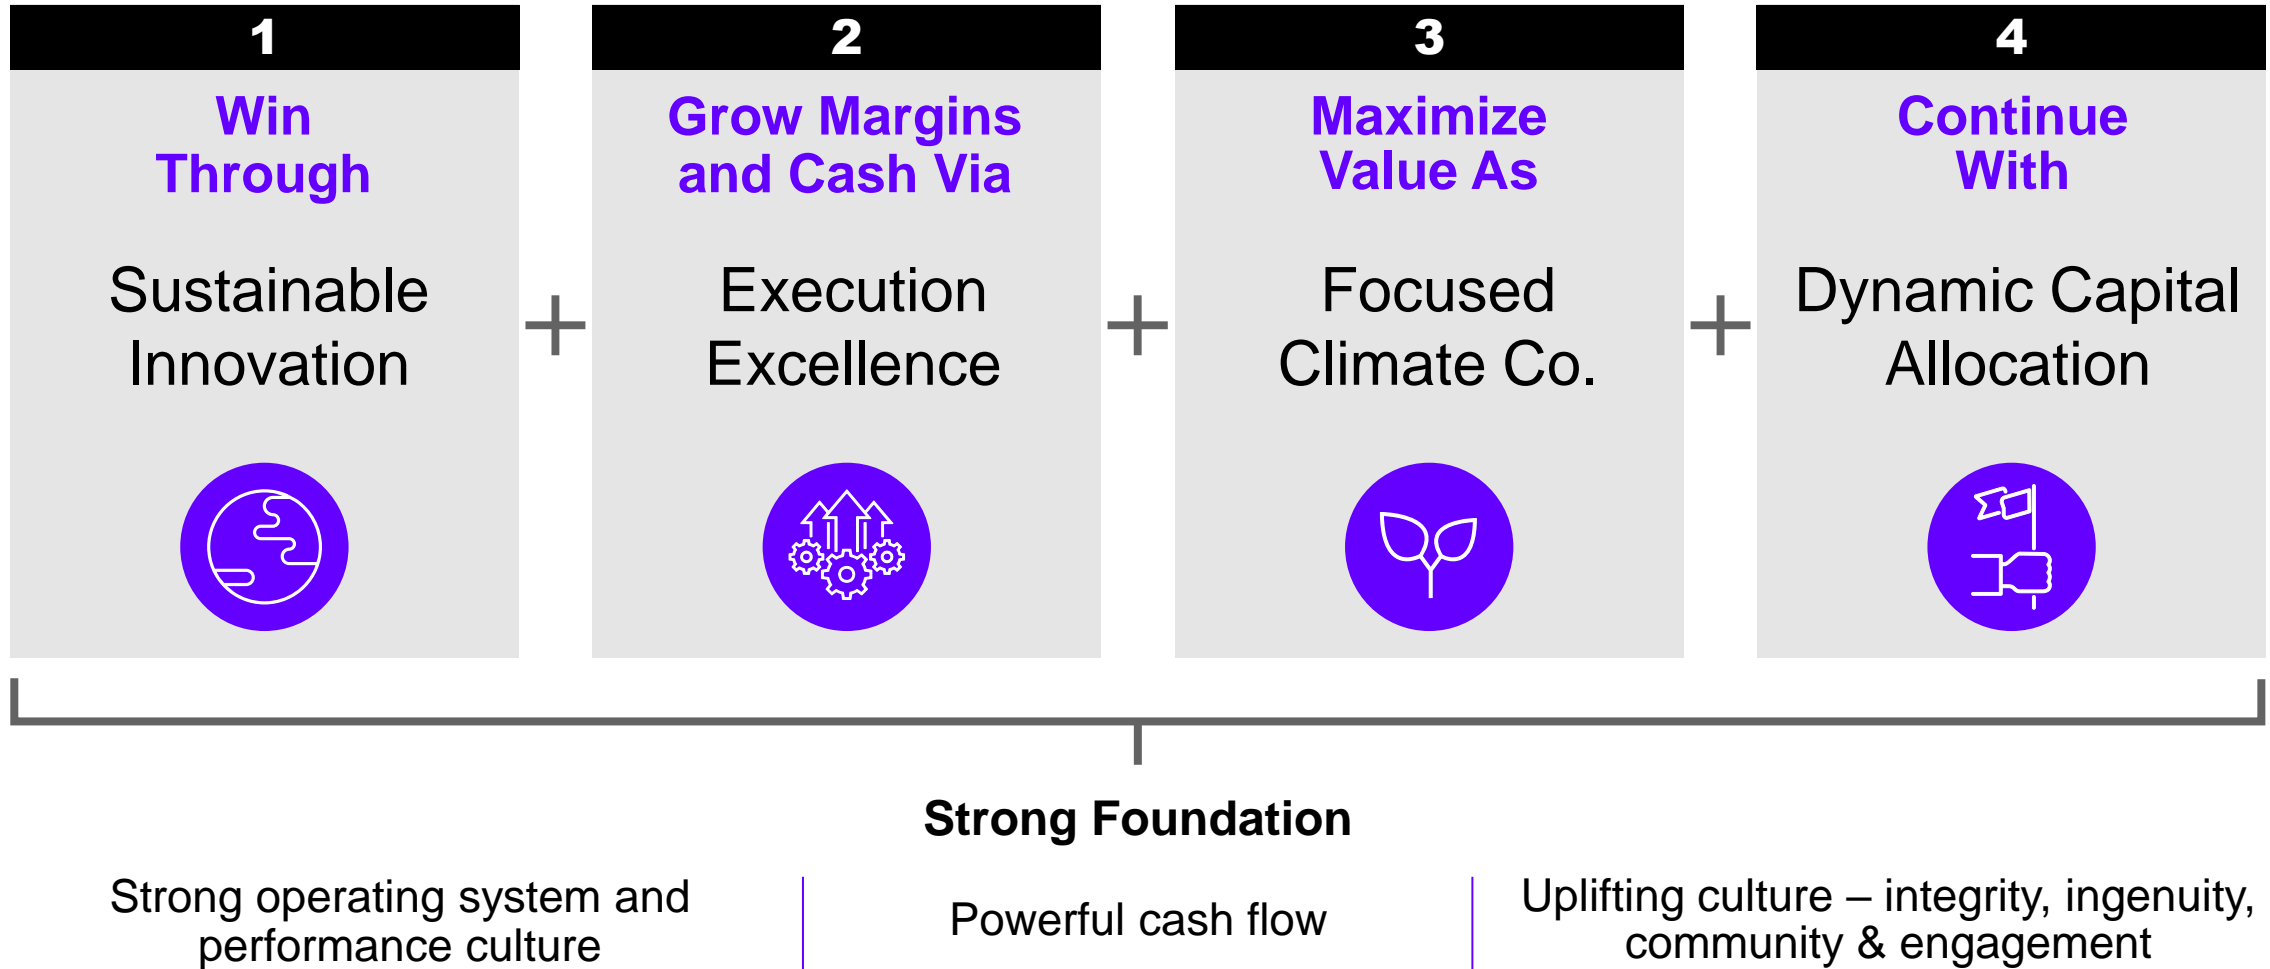 1
Win
Through
Sustainable
Innovation
2
Grow Margins
and Cash Via
Execution
Excellence
3
Maximize
Value As
Focused
Climate Co.
4
Continue
With
Dynamic Capital
Allocation
Strong Foundation
Strong operating system and
performance culture
Powerful cash flow
Uplifting culture – integrity, ingenuity,
community & engagement